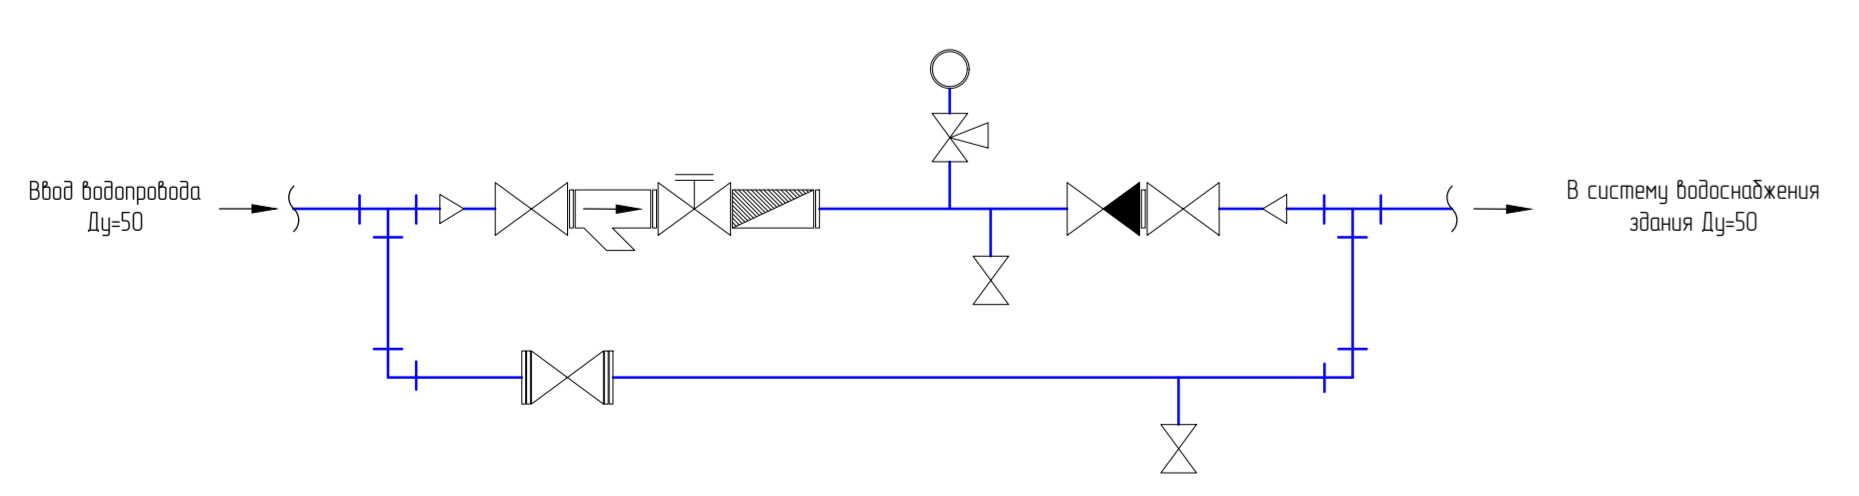 Ввод водопровода
Ду=50
В систему водоснабжения
здания Ду=50